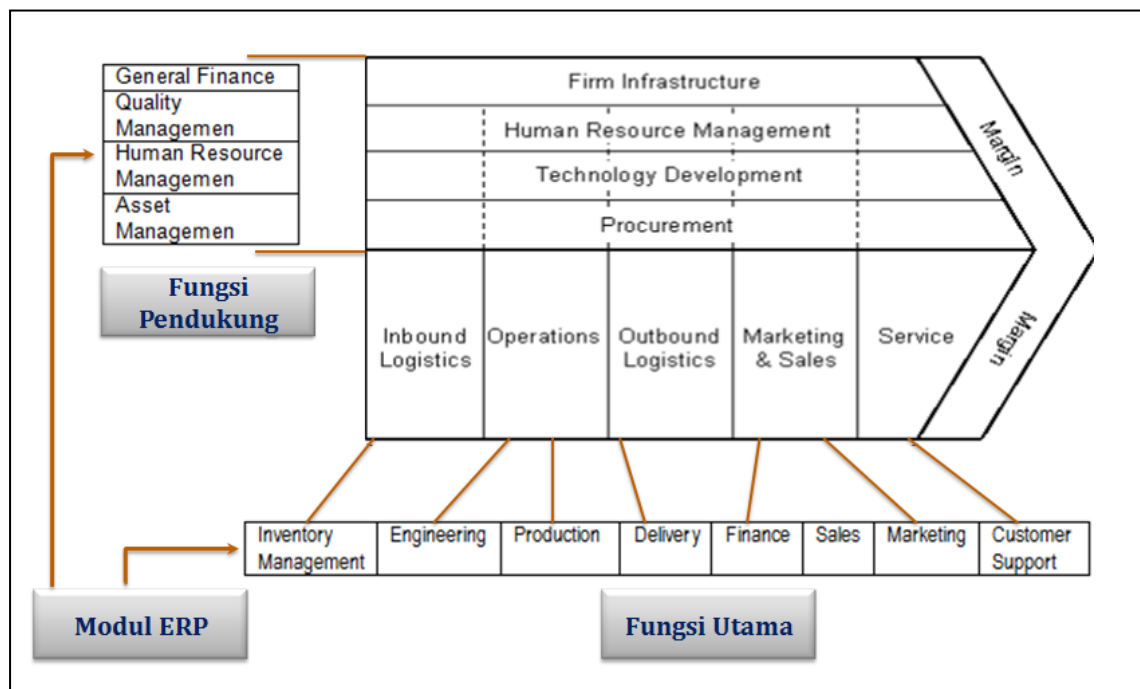 General Finance
Quality
Managemen
Human Resource
Managemen
Asset
Managemen
Fungsi
Pendukung
Firm Infrastructure
Human Resource Management
Technology Development
Procurement
Margin
Margin
Inbound
Logistics
Operations
Outbound
Logistics
Marketing
& Sales
Service
Inventory
Management
Engineering
Production
Delivery
Finance
Sales
Marketing
Customer
Support
Modul ERP
Fungsi Utama